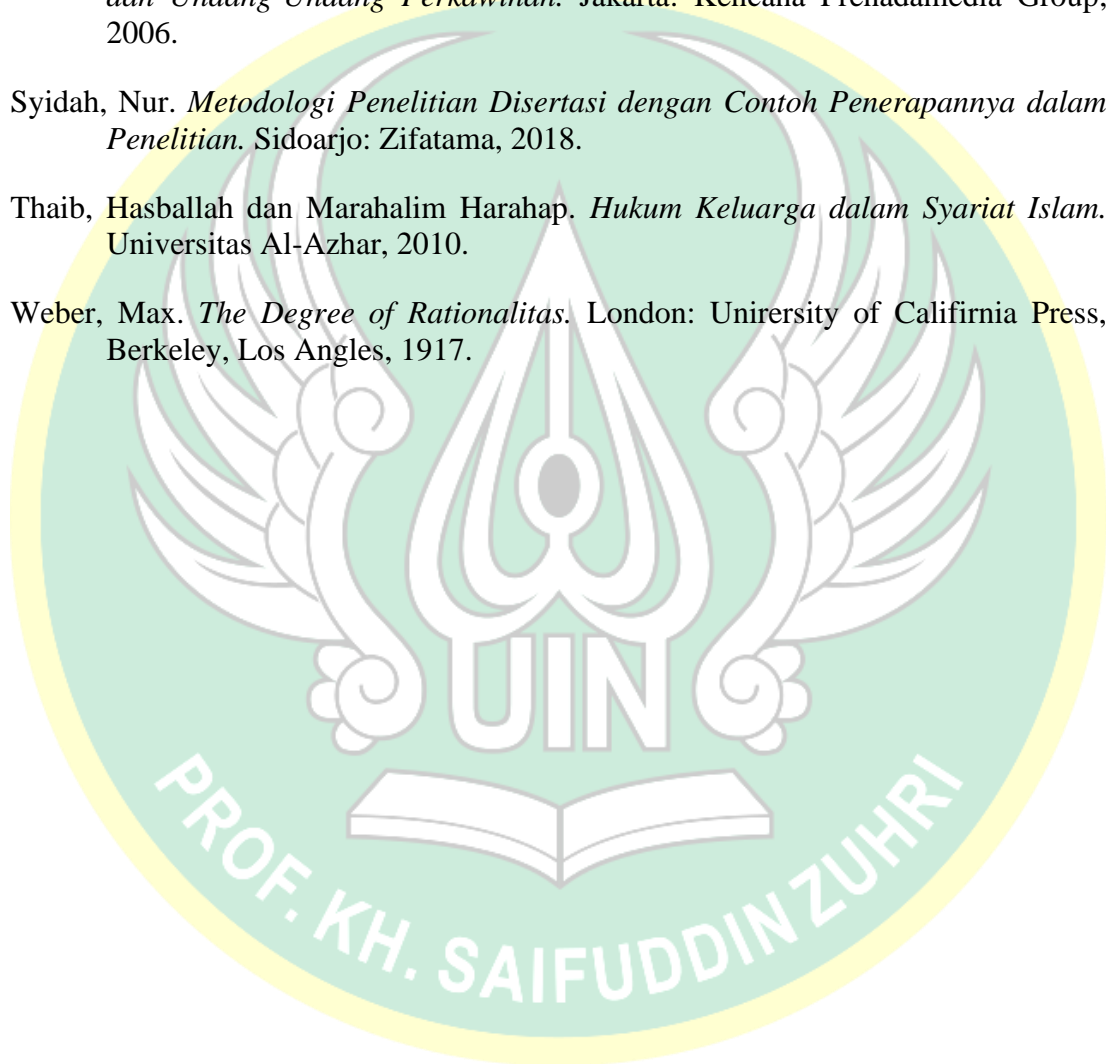 dan Undang-Undang Perkawinan. Jakarta: Kencana Prenadamedia Group,
2006.
Syidah, Nur. Metodologi Penelitian Disertasi dengan Contoh Penerapannya dalam
Penelitian. Sidoarjo: Zifatama, 2018.
Thaib, Hasballah dan Marahalim Harahap. Hukum Keluarga dalam Syariat Islam.
Universitas Al-Azhar, 2010.
Weber, Max. The Degree of Rationalitas. London: Unirersity of Califirnia Press,
Berkeley, Los Angles, 1917.
UIN
PROF. KH. SAIFUDDIN ZUHRI